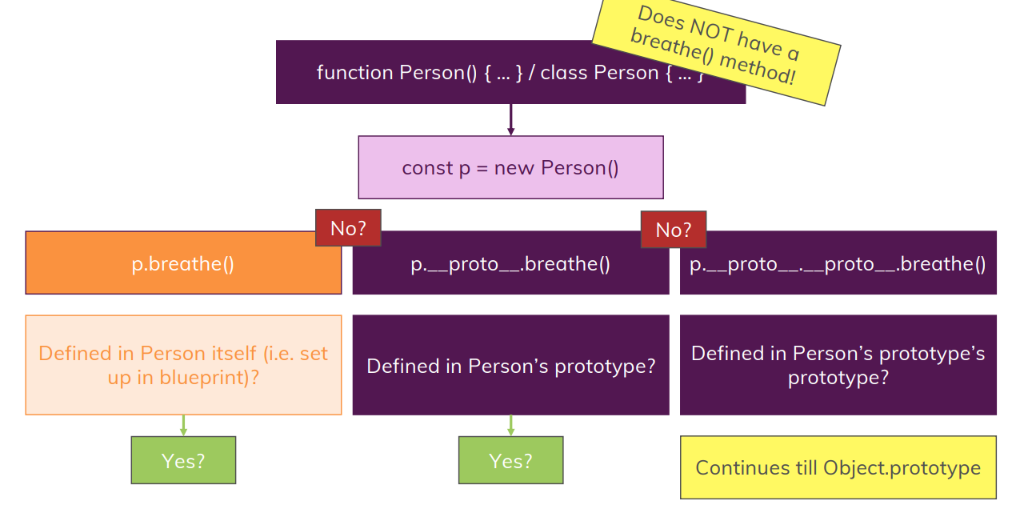 Does NOT have a
breathe() method!
function Person() { … } / class Person { … }
const p = new Person()
No?
No?
p.breathe()
p.__proto__.breathe()
p.__proto__.__proto__.breathe()
Defined in Person itself (i.e. set
up in blueprint)?
Defined in Person’s prototype?
Defined in Person’s prototype’s
prototype?
Yes?
Yes?
Continues till Object.prototype